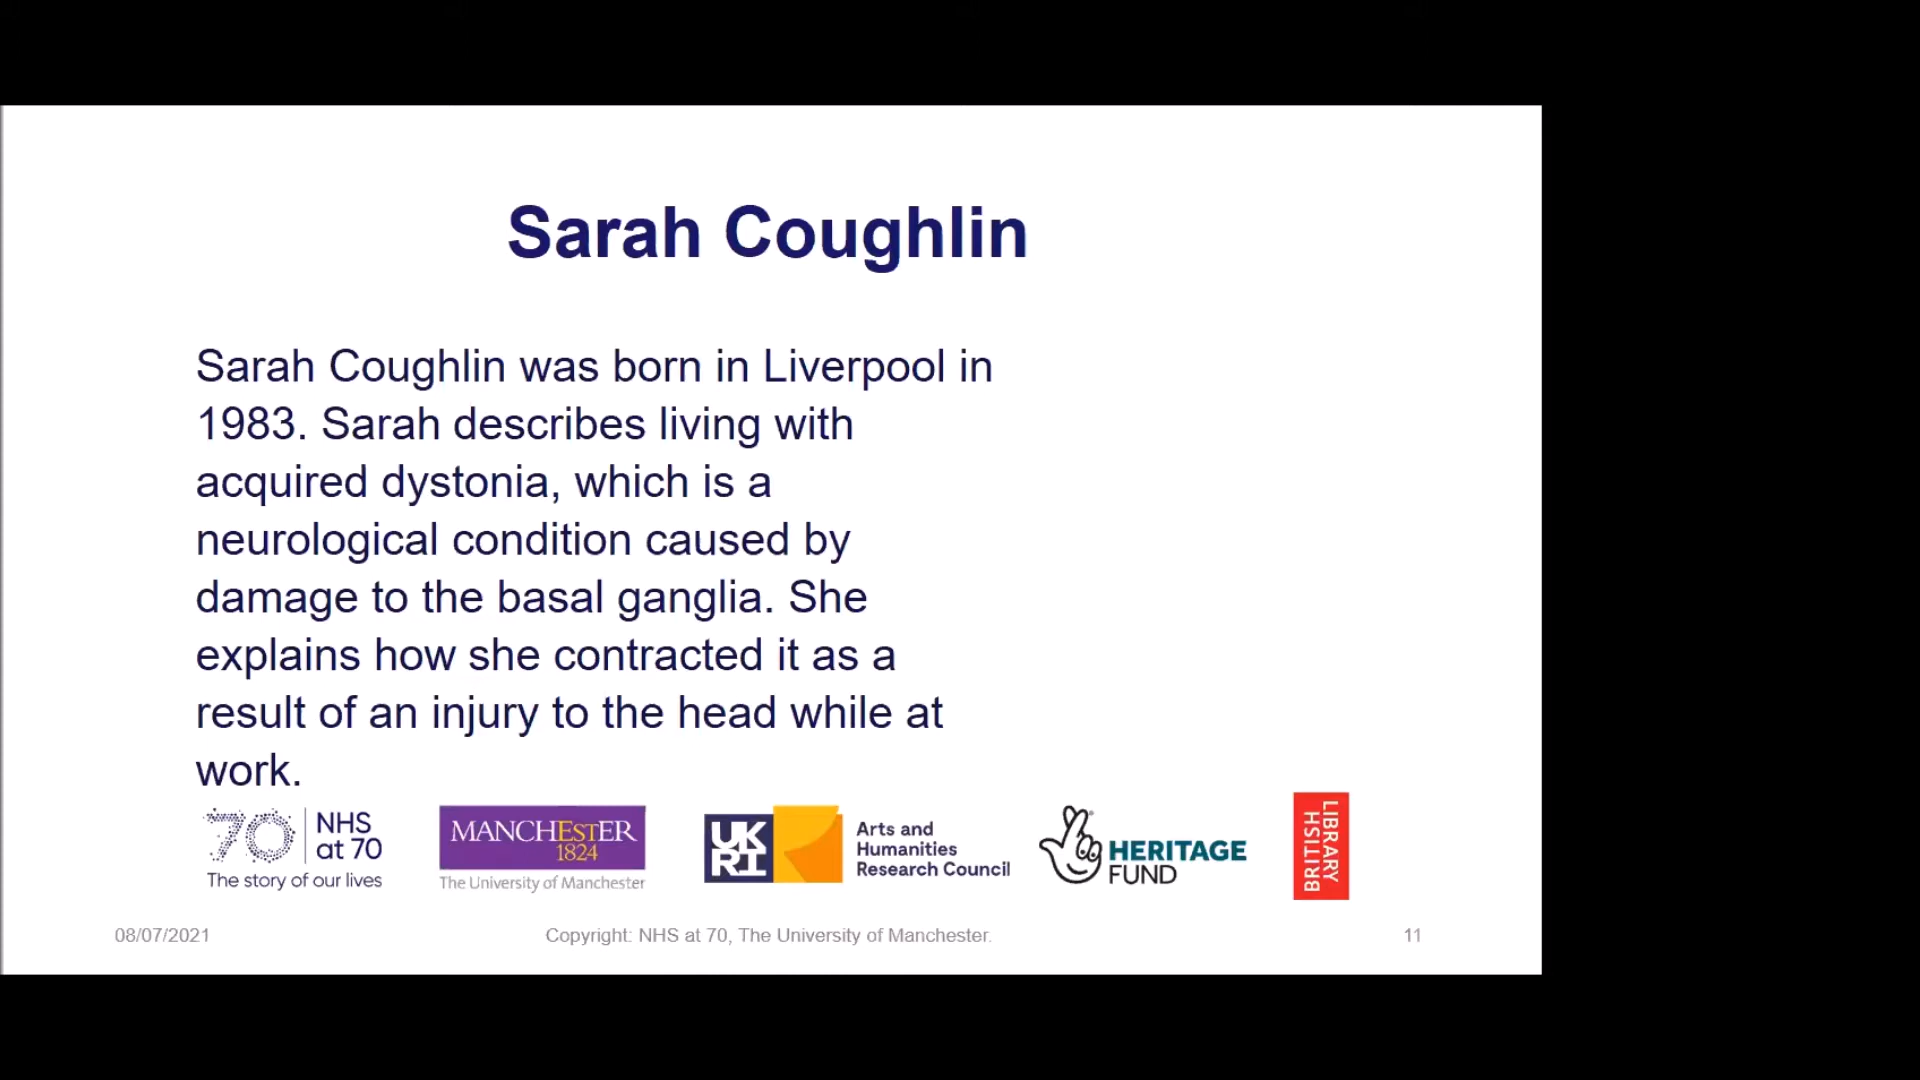 Sarah Coughlin
Sarah Coughlin was born in Liverpool in
1983. Sarah describes living with
acquired dystonia, which is a
neurological condition caused by
damage to the basal ganglia. She
explains how she contracted it as a
result of an injury to the head while at
work.
70 NHS
at 70
The story of our lives
MANCHESTER
1824
The University of Manchester
UK
RI
Arts and
Humanities
Research Council
HERITAGE
FUND
BRITISH
LIBRARY
08/07/2021
Copyright: NHS at 70, The University of Manchester.
11